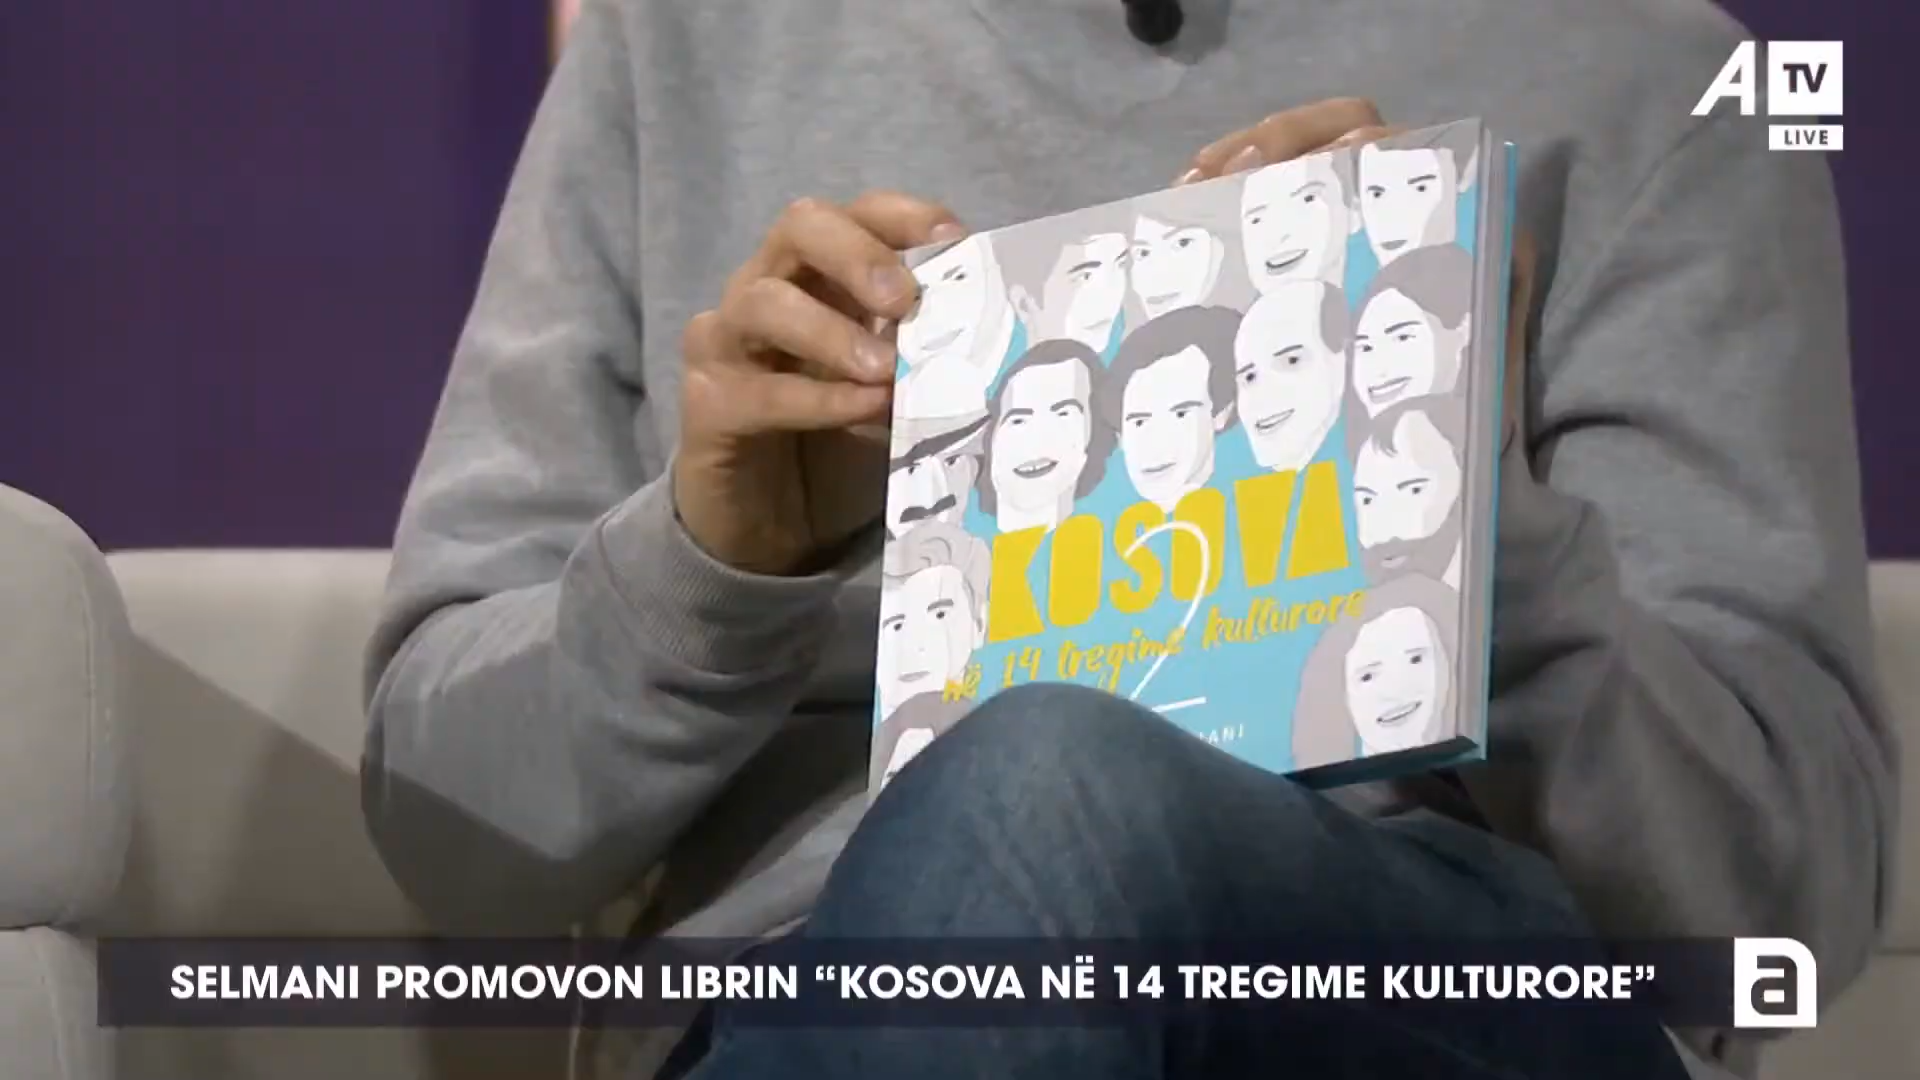 A TV
LIVE
KOSOVA
2
në 14 tregime kulturore
SELMANI PROMOVON LIBRIN “KOSOVA NË 14 TREGIME KULTURORE”
a